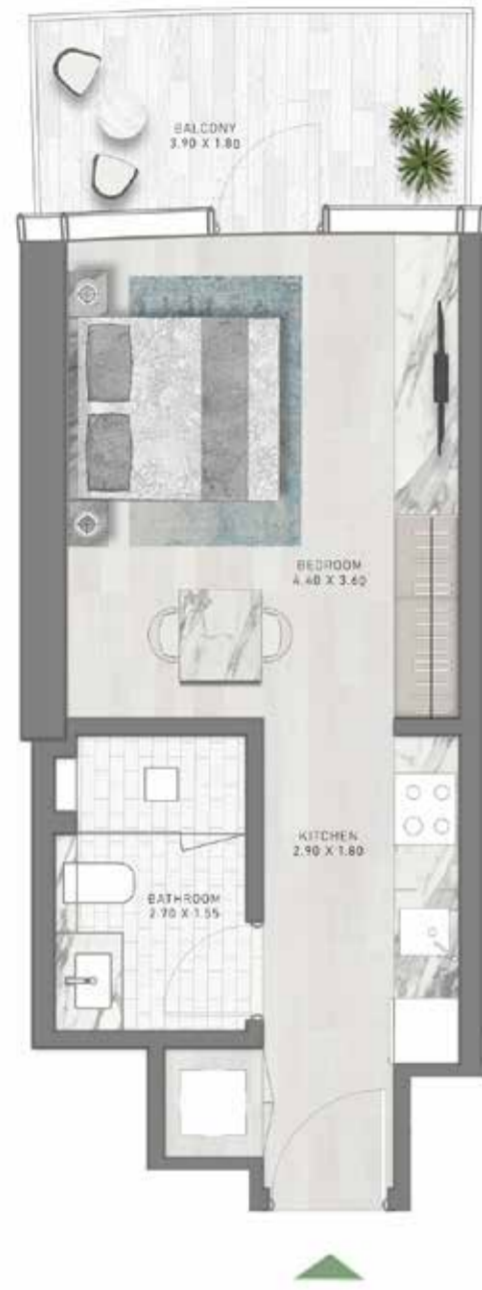 BALCONY
3.90 X 1.80
BEDROOM
4.40 X 3.60
KITCHEN
2.90 X 1.80
BATHROOM
2.70 X 1.55